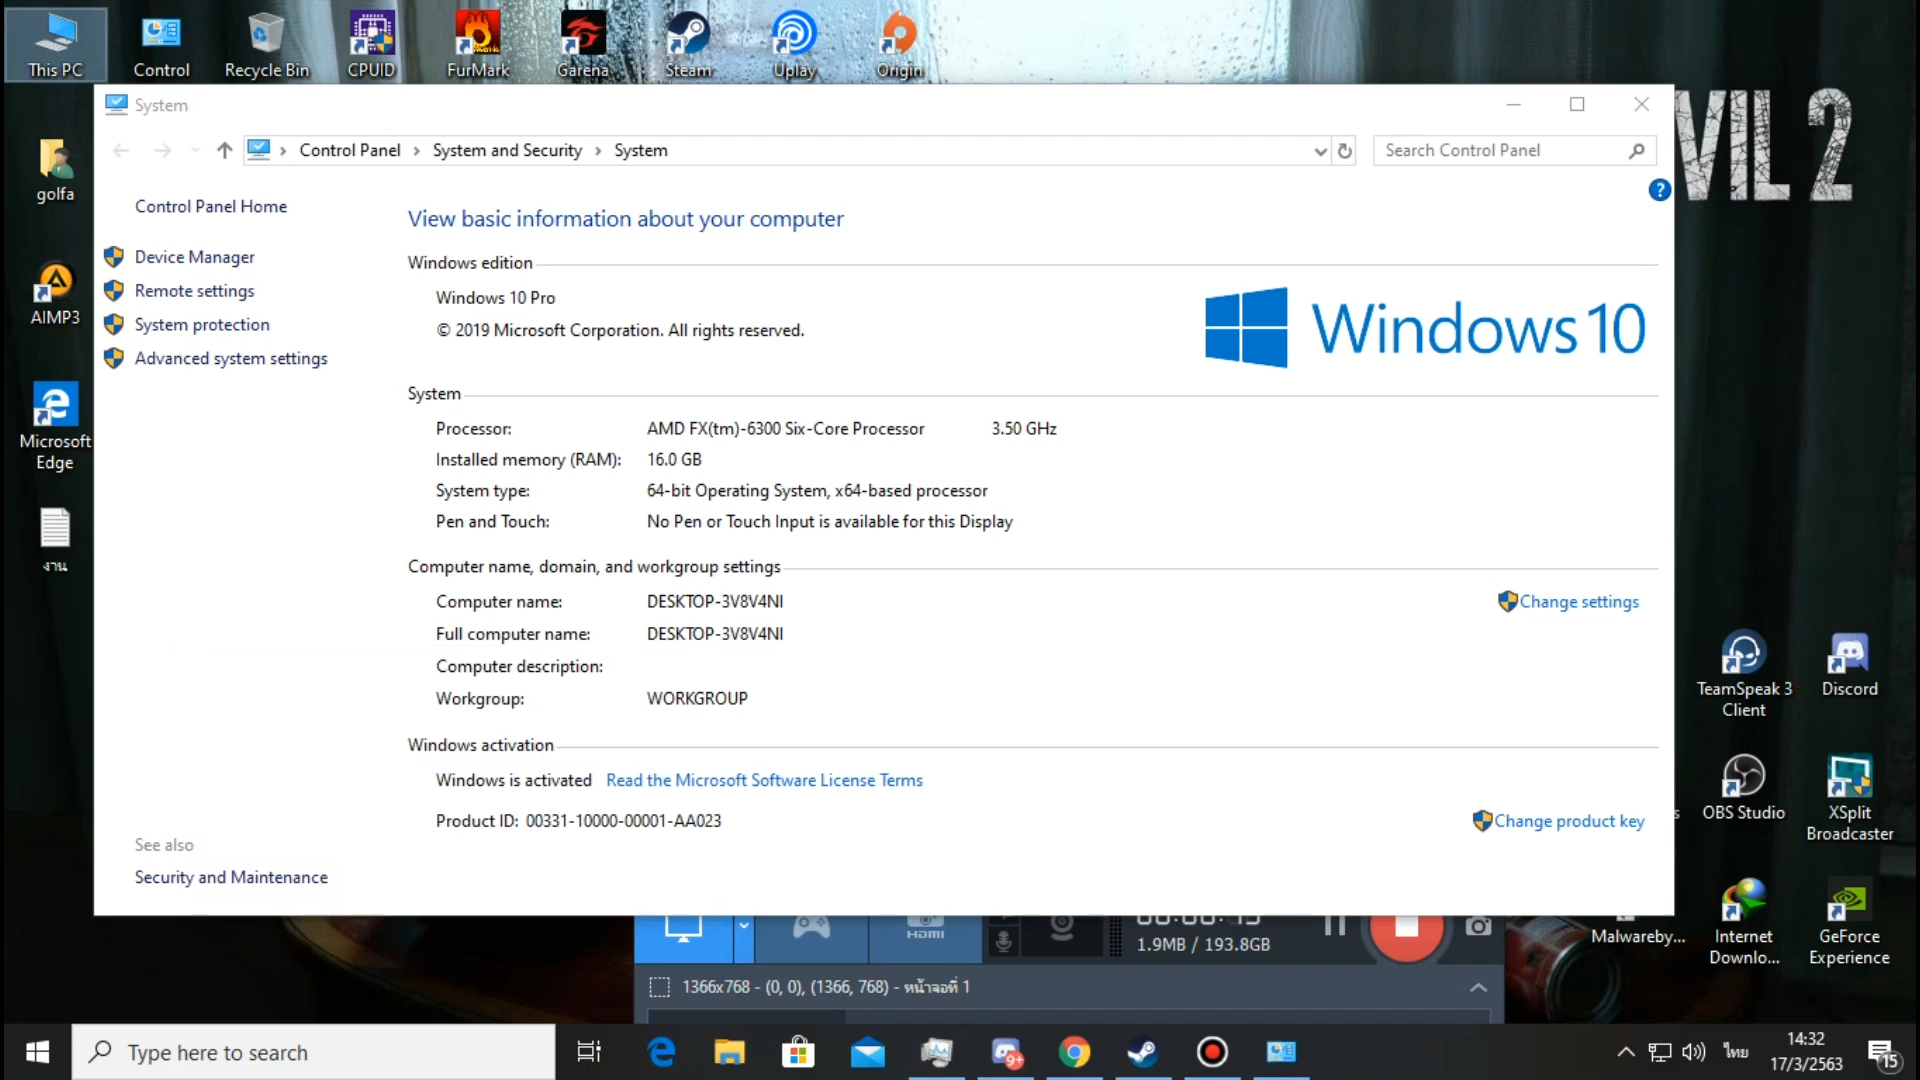 This PC
Control
Recycle Bin
CPUID
FurMark
Garena
Steam
Uplay
Origin
VIL 2
System
Control Panel > System and Security > System
Search Control Panel
golfa
AIMP3
Microsoft
Edge
งาน
Control Panel Home
Device Manager
Remote settings
System protection
Advanced system settings
View basic information about your computer
Windows edition
Windows 10 Pro
© 2019 Microsoft Corporation. All rights reserved.
Windows 10
System
Processor: AMD FX(tm)-6300 Six-Core Processor 3.50 GHz
Installed memory (RAM): 16.0 GB
System type: 64-bit Operating System, x64-based processor
Pen and Touch: No Pen or Touch Input is available for this Display
Computer name, domain, and workgroup settings
Computer name: DESKTOP-3V8V4NI
Change settings
Full computer name: DESKTOP-3V8V4NI
Computer description:
Workgroup: WORKGROUP
Windows activation
Windows is activated Read the Microsoft Software License Terms
Product ID: 00331-10000-00001-AA023
Change product key
See also
Security and Maintenance
TeamSpeak 3
Client
Discord
OBS Studio
XSplit
Broadcaster
Malwareby...
Internet
Downlo...
GeForce
Experience
HDMI
1.9MB / 193.8GB
1366x768 - (0, 0), (1366, 768) - หน้าจอที่ 1
Type here to search
9+
ไทย
14:32
17/3/2563
15